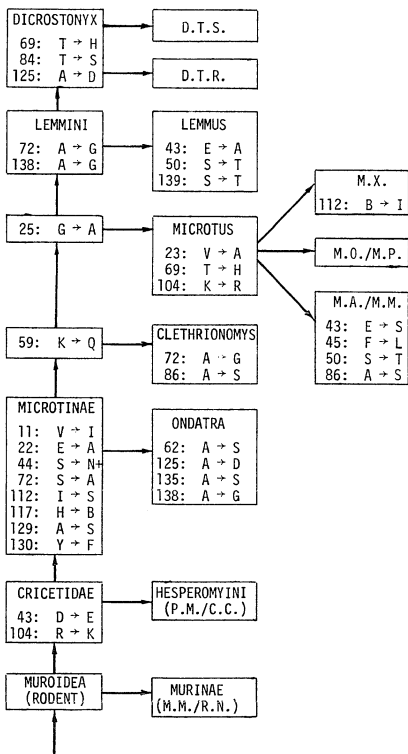 DICROSTONYX
69: T → H
84: T → S
125: A → D
D.T.S.
D.T.R.
LEMMINI
72: A → G
138: A → G
LEMMUS
43: E → A
50: S → T
139: S → T
M.X.
112: B → I
25: G → A
MICROTUS
23: V → A
69: T → H
104: K → R
M.O./M.P.
M.A./M.M.
43: E → S
45: F → L
50: S → T
86: A → S
59: K → Q
CLETHRIONOMYS
72: A → G
86: A → S
MICROTINAE
11: V → I
22: E → A
44: S → N+
72: S → A
112: I → S
117: H → B
129: A → S
130: Y → F
ONDATRA
62: A → S
125: A → D
135: A → S
138: A → G
CRICETIDAE
43: D → E
104: R → K
HESPEROMYINI
(P.M./C.C.)
MUROIDEA
(RODENT)
MURINAE
(M.M./R.N.)